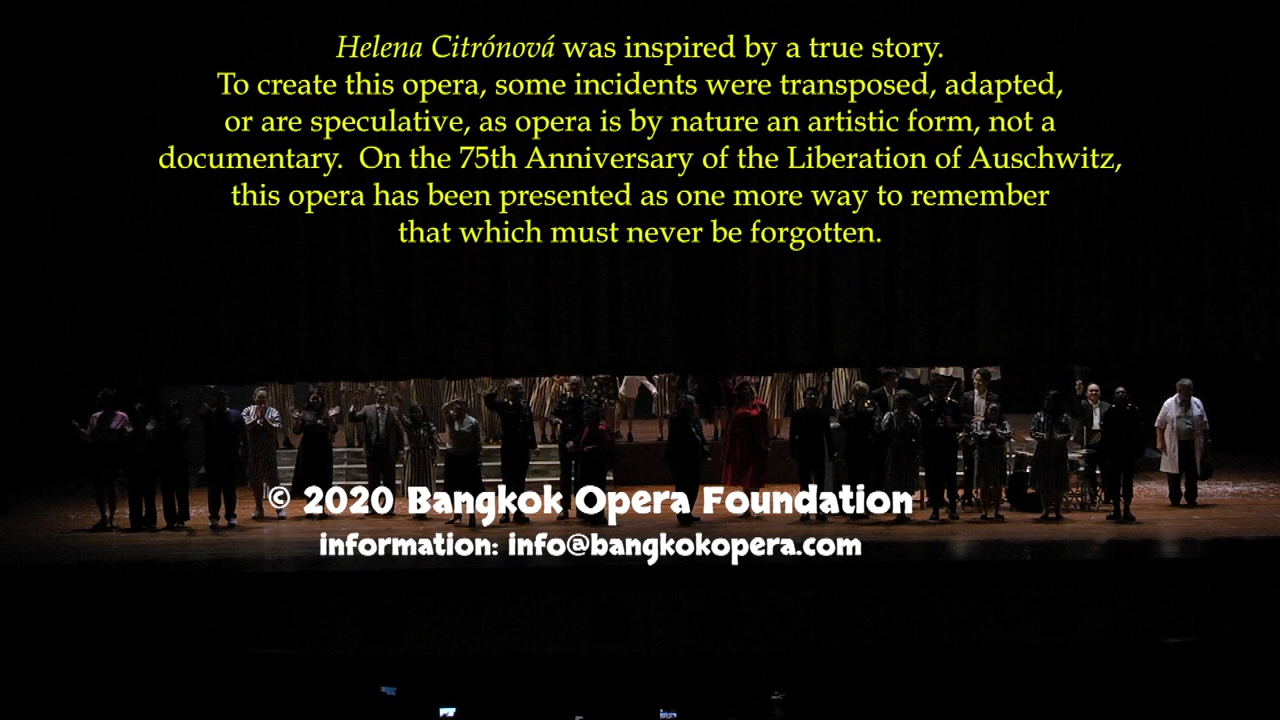 Helena Citrónová was inspired by a true story.
To create this opera, some incidents were transposed, adapted,
or are speculative, as opera is by nature an artistic form, not a
documentary.  On the 75th Anniversary of the Liberation of Auschwitz,
this opera has been presented as one more way to remember
that which must never be forgotten.
© 2020 Bangkok Opera Foundation
information: info@bangkokopera.com